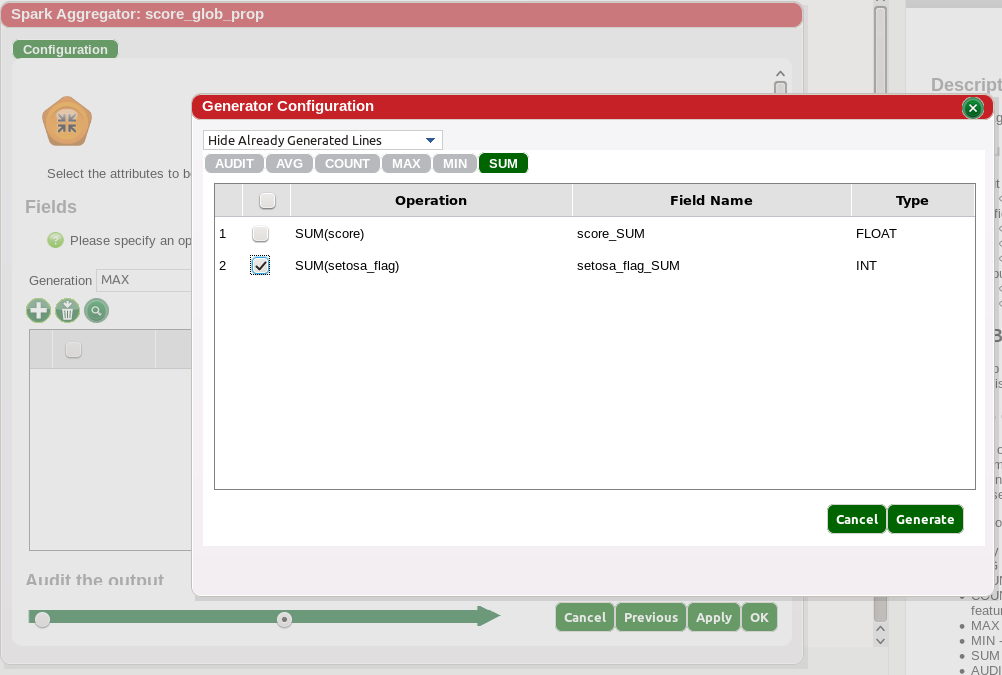 Spark Aggregator: score_glob_prop
Configuration
Select the attributes to b
Fields
Please specify an op
Generation MAX
Audit the output
Cancel Previous Apply OK
Generator Configuration
Hide Already Generated Lines
AUDIT AVG COUNT MAX MIN SUM
Operation Field Name Type
1 SUM(score) score_SUM FLOAT
2 SUM(setosa_flag) setosa_flag_SUM INT
Cancel Generate
Descript
featur
MAX
MIN -
SUM
AUDI